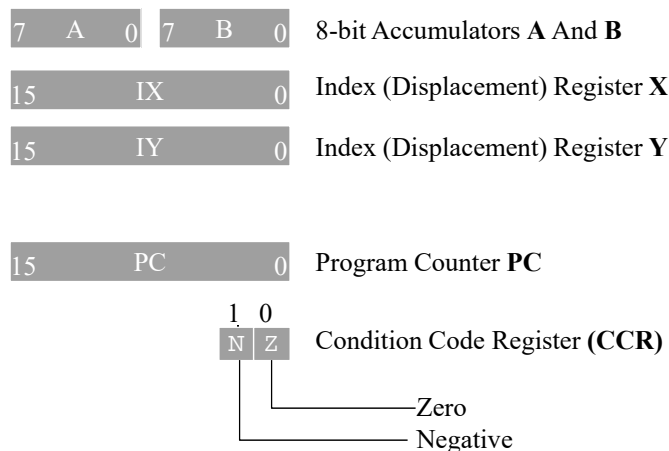 7 A 0 7 B 0 8-bit Accumulators A And B
15 IX 0 Index (Displacement) Register X
15 IY 0 Index (Displacement) Register Y
15 PC 0 Program Counter PC
1 0
N Z Condition Code Register (CCR)
Zero
Negative